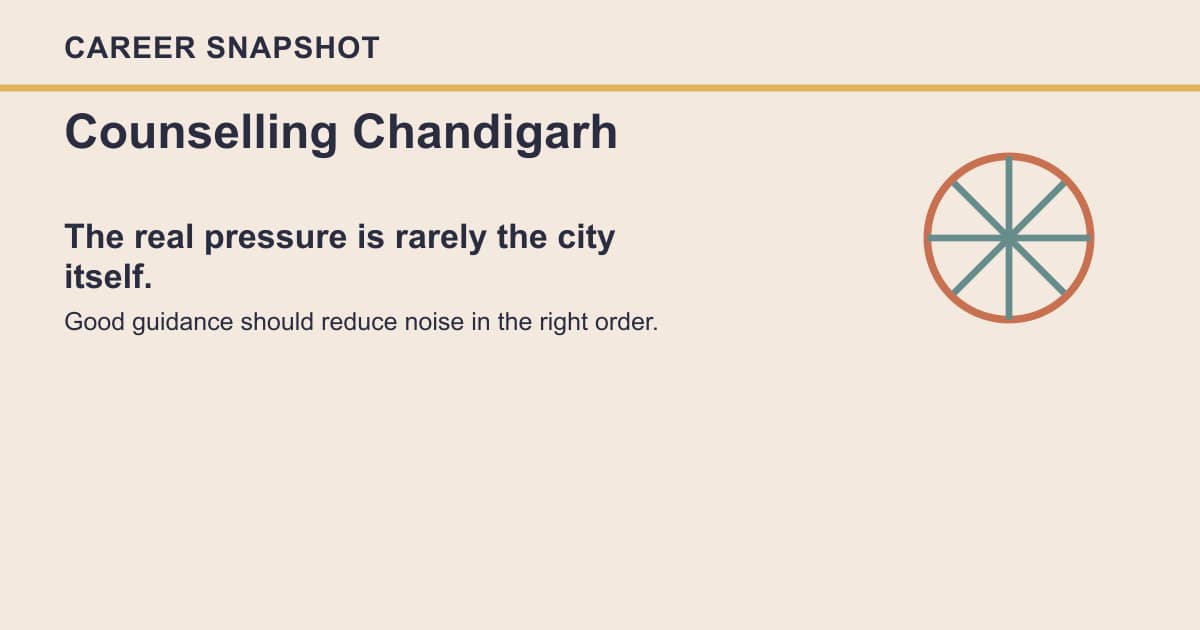 CAREER SNAPSHOT
Counselling Chandigarh
The real pressure is rarely the city
itself.
Good guidance should reduce noise in the right order.